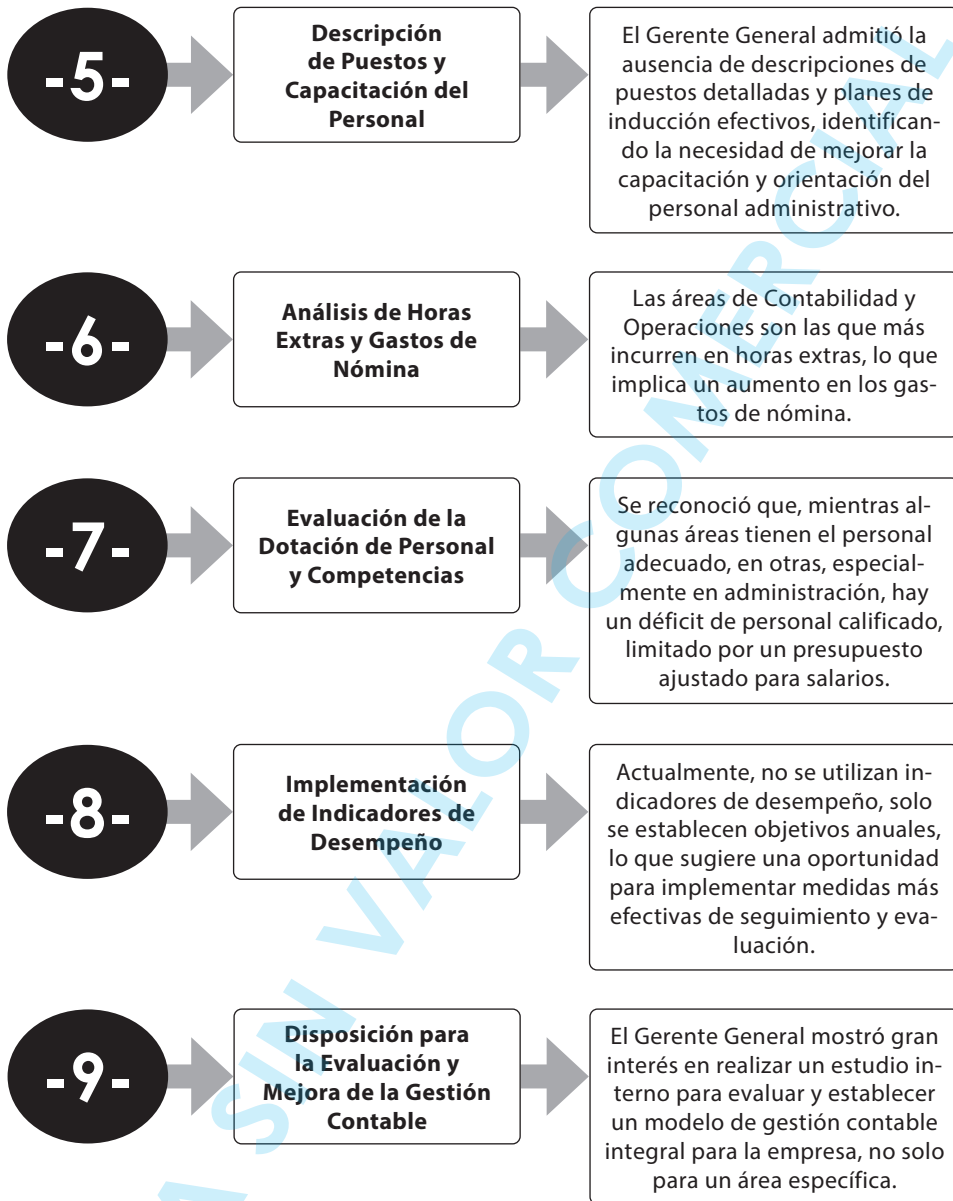 -5-
Descripción
de Puestos y
Capacitación del
Personal
El Gerente General admitió la
ausencia de descripciones de
puestos detalladas y planes de
inducción efectivos, identifican-
do la necesidad de mejorar la
capacitación y orientación del
personal administrativo.
-6-
Análisis de Horas
Extras y Gastos de
Nómina
Las áreas de Contabilidad y
Operaciones son las que más
incurren en horas extras, lo que
implica un aumento en los gas-
tos de nómina.
-7-
Evaluación de la
Dotación de Personal
y Competencias
Se reconoció que, mientras al-
gunas áreas tienen el personal
adecuado, en otras, especial-
mente en administración, hay
un déficit de personal calificado,
limitado por un presupuesto
ajustado para salarios.
-8-
Implementación
de Indicadores de
Desempeño
Actualmente, no se utilizan in-
dicadores de desempeño, solo
se establecen objetivos anuales,
lo que sugiere una oportunidad
para implementar medidas más
efectivas de seguimiento y eva-
luación.
-9-
Disposición para
la Evaluación y
Mejora de la Gestión
Contable
El Gerente General mostró gran
interés en realizar un estudio in-
terno para evaluar y establecer
un modelo de gestión contable
integral para la empresa, no solo
para un área específica.
A SIN VALOR COMERCIAL